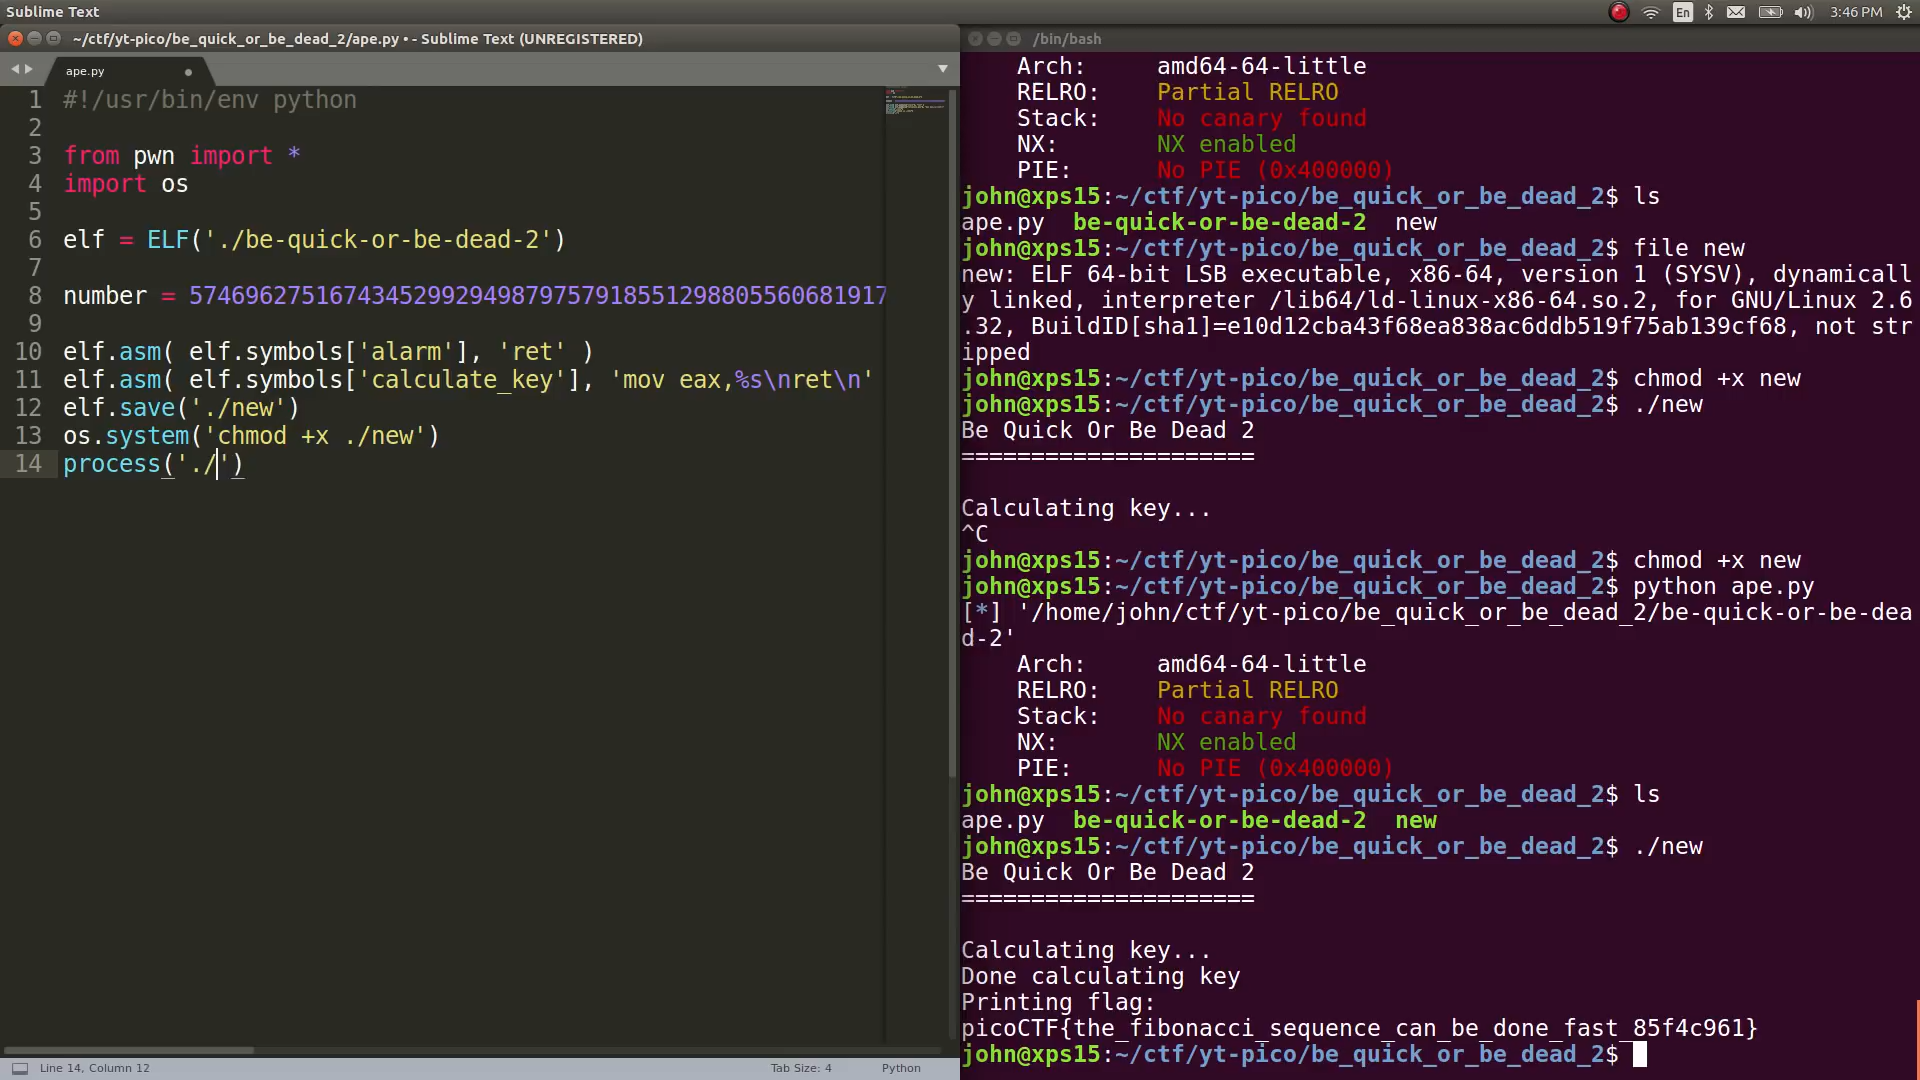 Sublime Text
En
3:46 PM
~/ctf/yt-pico/be_quick_or_be_dead_2/ape.py • - Sublime Text (UNREGISTERED)
ape.py
1 #!/usr/bin/env python
2
3 from pwn import *
4 import os
5
6 elf = ELF('./be-quick-or-be-dead-2')
7
8 number = 57469627516743452992949879757918551298805560681917
9
10 elf.asm( elf.symbols['alarm'], 'ret' )
11 elf.asm( elf.symbols['calculate_key'], 'mov eax,%s\nret\n'
12 elf.save('./new')
13 os.system('chmod +x ./new')
14 process('./')
Line 14, Column 12
Tab Size: 4
Python
/bin/bash
Arch: amd64-64-little
RELRO: Partial RELRO
Stack: No canary found
NX: NX enabled
PIE: No PIE (0x400000)
john@xps15:~/ctf/yt-pico/be_quick_or_be_dead_2$ ls
ape.py be-quick-or-be-dead-2 new
john@xps15:~/ctf/yt-pico/be_quick_or_be_dead_2$ file new
new: ELF 64-bit LSB executable, x86-64, version 1 (SYSV), dynamicall
y linked, interpreter /lib64/ld-linux-x86-64.so.2, for GNU/Linux 2.6
.32, BuildID[sha1]=e10d12cba43f68ea838ac6ddb519f75ab139cf68, not str
ipped
john@xps15:~/ctf/yt-pico/be_quick_or_be_dead_2$ chmod +x new
john@xps15:~/ctf/yt-pico/be_quick_or_be_dead_2$ ./new
Be Quick Or Be Dead 2
=====================
Calculating key...
^C
john@xps15:~/ctf/yt-pico/be_quick_or_be_dead_2$ chmod +x new
john@xps15:~/ctf/yt-pico/be_quick_or_be_dead_2$ python ape.py
[*] '/home/john/ctf/yt-pico/be_quick_or_be_dead_2/be-quick-or-be-dea
d-2'
Arch: amd64-64-little
RELRO: Partial RELRO
Stack: No canary found
NX: NX enabled
PIE: No PIE (0x400000)
john@xps15:~/ctf/yt-pico/be_quick_or_be_dead_2$ ls
ape.py be-quick-or-be-dead-2 new
john@xps15:~/ctf/yt-pico/be_quick_or_be_dead_2$ ./new
Be Quick Or Be Dead 2
=====================
Calculating key...
Done calculating key
Printing flag:
picoCTF{the_fibonacci_sequence_can_be_done_fast_85f4c961}
john@xps15:~/ctf/yt-pico/be_quick_or_be_dead_2$